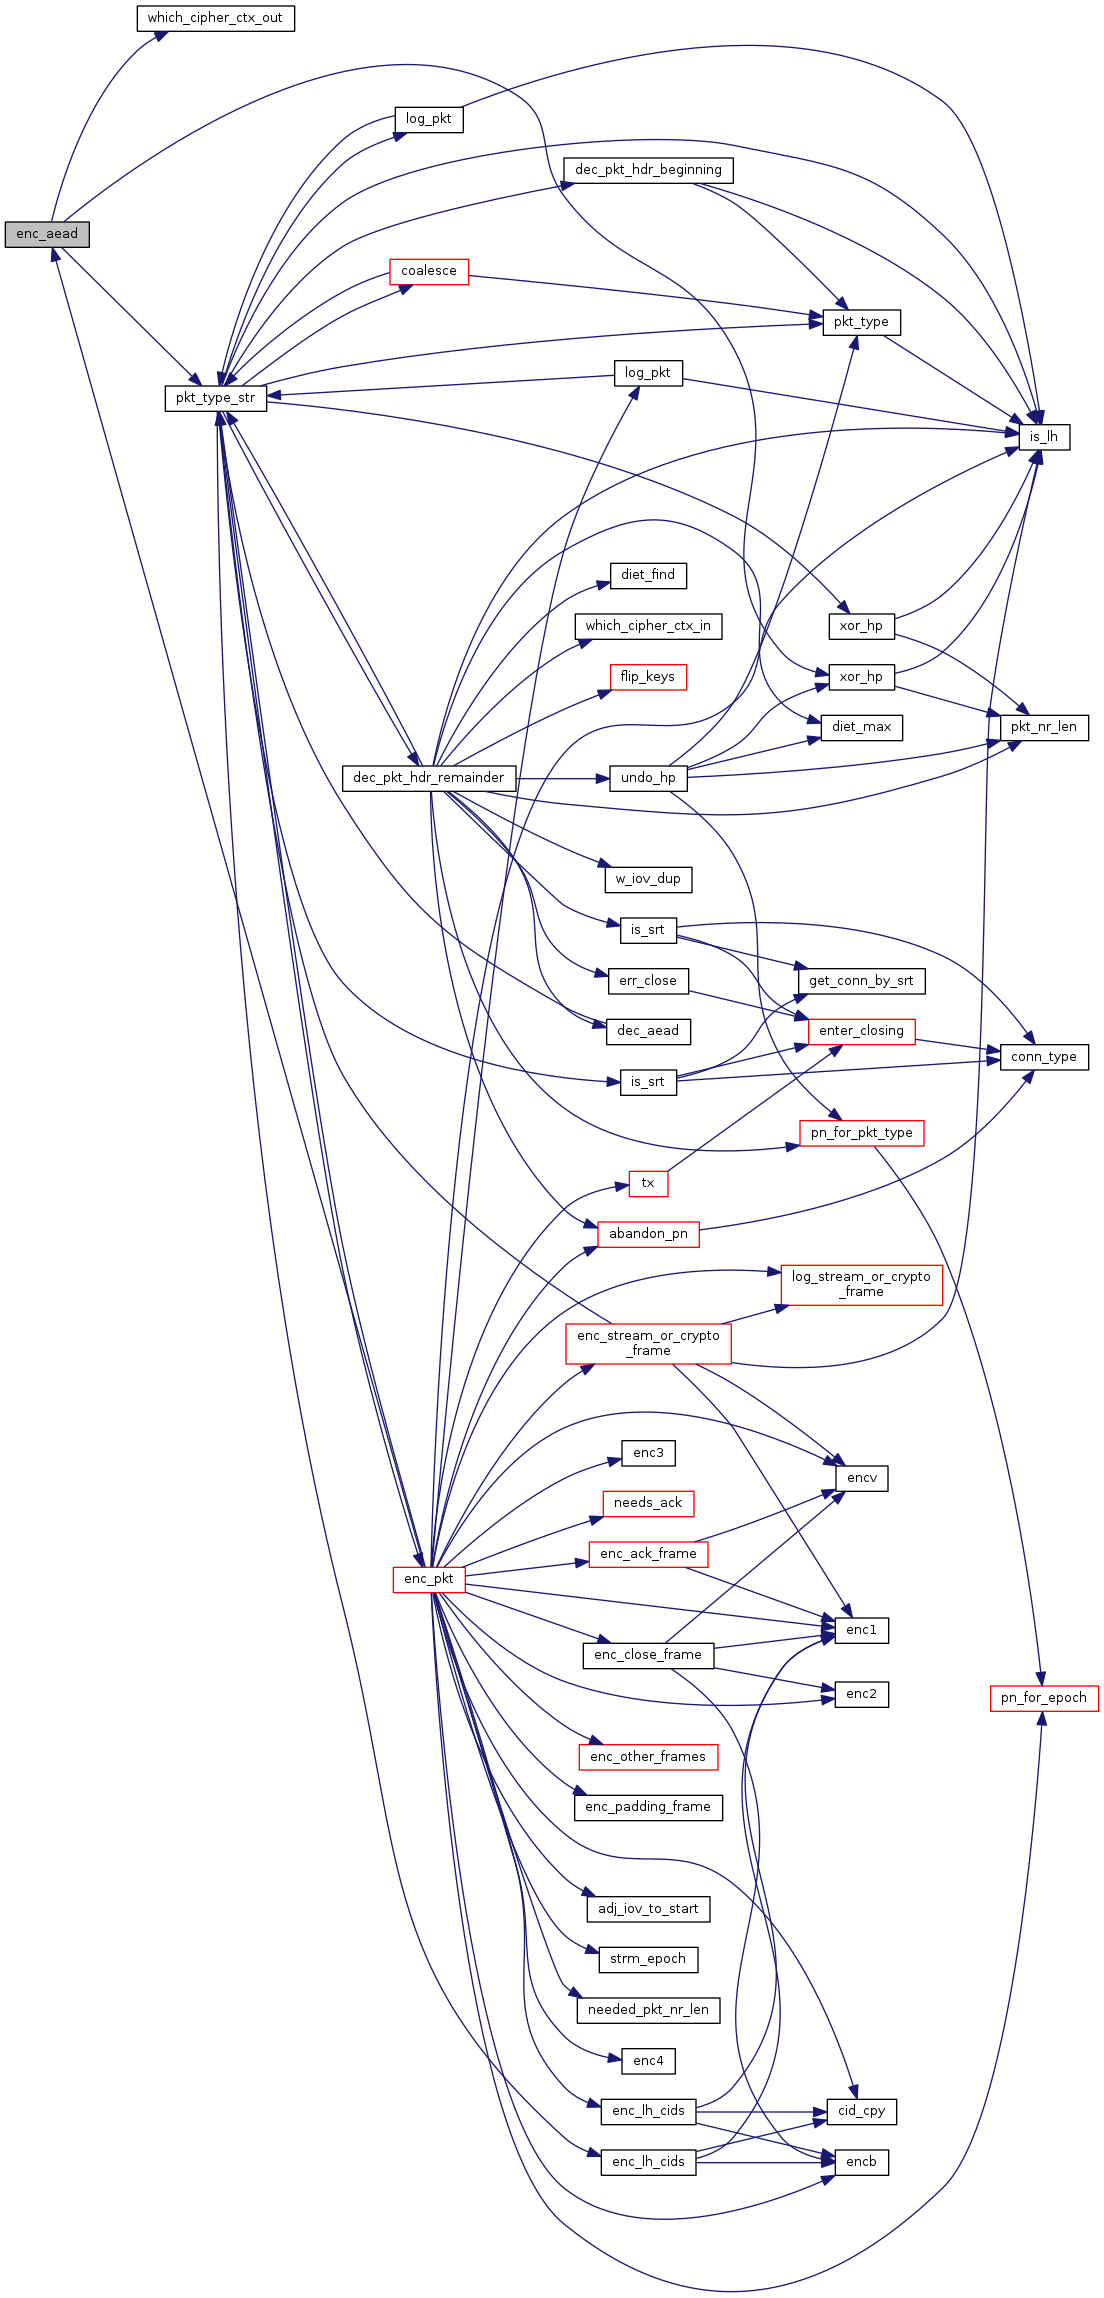 which_cipher_ctx_out
log_pkt
dec_pkt_hdr_beginning
enc_aead
coalesce
pkt_type
log_pkt
pkt_type_str
is_lh
diet_find
which_cipher_ctx_in
xor_hp
flip_keys
xor_hp
diet_max
pkt_nr_len
dec_pkt_hdr_remainder
undo_hp
w_iov_dup
is_srt
err_close
get_conn_by_srt
dec_aead
enter_closing
conn_type
is_srt
pn_for_pkt_type
tx
abandon_pn
log_stream_or_crypto
_frame
enc_stream_or_crypto
_frame
enc3
encv
needs_ack
enc_ack_frame
enc_pkt
enc1
enc_close_frame
enc2
pn_for_epoch
enc_other_frames
enc_padding_frame
adj_iov_to_start
strm_epoch
needed_pkt_nr_len
enc4
enc_lh_cids
cid_cpy
enc_lh_cids
encb